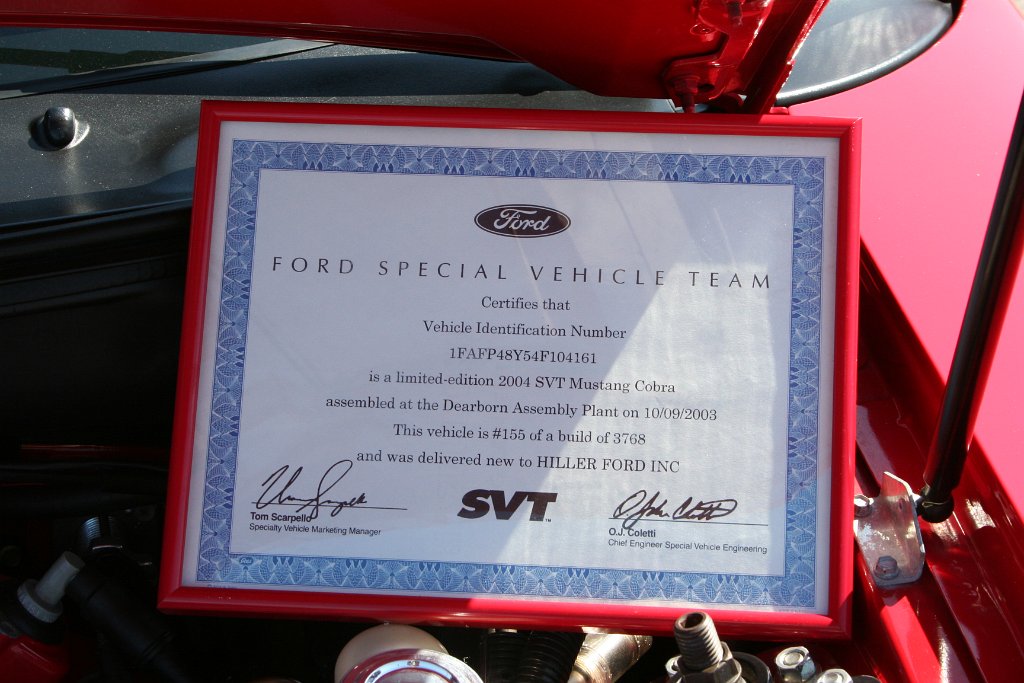 Ford
FORD SPECIAL VEHICLE TEAM
Certifies that
Vehicle Identification Number
1FAFP48Y54F104161
is a limited-edition 2004 SVT Mustang Cobra
assembled at the Dearborn Assembly Plant on 10/09/2003
This vehicle is #155 of a build of 3768
and was delivered new to HILLER FORD INC
Tom Scarpello
Specialty Vehicle Marketing Manager
SVT™
O.J. Coletti
Chief Engineer Special Vehicle Engineering